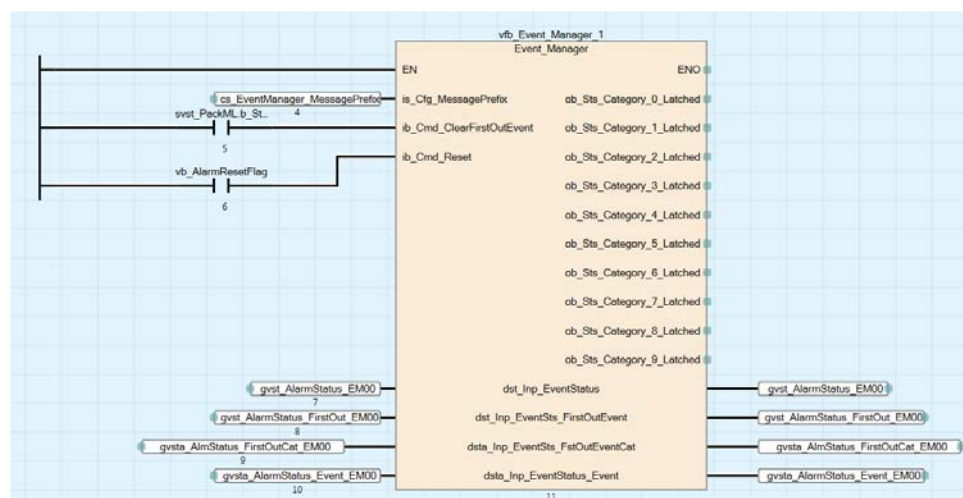 vfb_Event_Manager_1
Event_Manager
EN ENO
cs_EventManager_MessagePrefix is_Cfg_MessagePrefix ob_Sts_Category_0_Latched
4
svst_PackML.b_St... ib_Cmd_ClearFirstOutEvent ob_Sts_Category_1_Latched
5
ib_Cmd_Reset ob_Sts_Category_2_Latched
vb_AlarmResetFlag ob_Sts_Category_3_Latched
6
ob_Sts_Category_4_Latched
ob_Sts_Category_5_Latched
ob_Sts_Category_6_Latched
ob_Sts_Category_7_Latched
ob_Sts_Category_8_Latched
ob_Sts_Category_9_Latched
gvst_AlarmStatus_EM00 dst_Inp_EventStatus gvst_AlarmStatus_EM00
7
gvst_AlarmStatus_FirstOut_EM00 dst_Inp_EventSts_FirstOutEvent gvst_AlarmStatus_FirstOut_EM00
8
gvsta_AlmStatus_FirstOutCat_EM00 dsta_Inp_EventSts_FstOutEventCat gvsta_AlmStatus_FirstOutCat_EM00
9
gvsta_AlarmStatus_Event_EM00 dsta_Inp_EventStatus_Event gvsta_AlarmStatus_Event_EM00
10 11